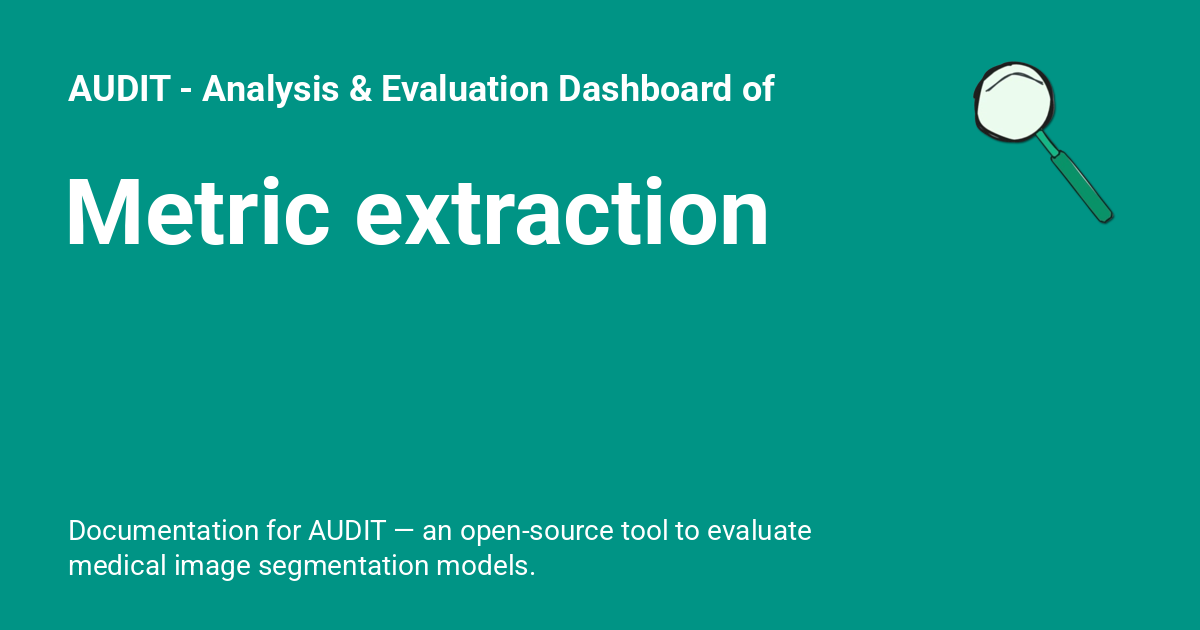 AUDIT - Analysis & Evaluation Dashboard of
Metric extraction
Documentation for AUDIT — an open-source tool to evaluate
medical image segmentation models.